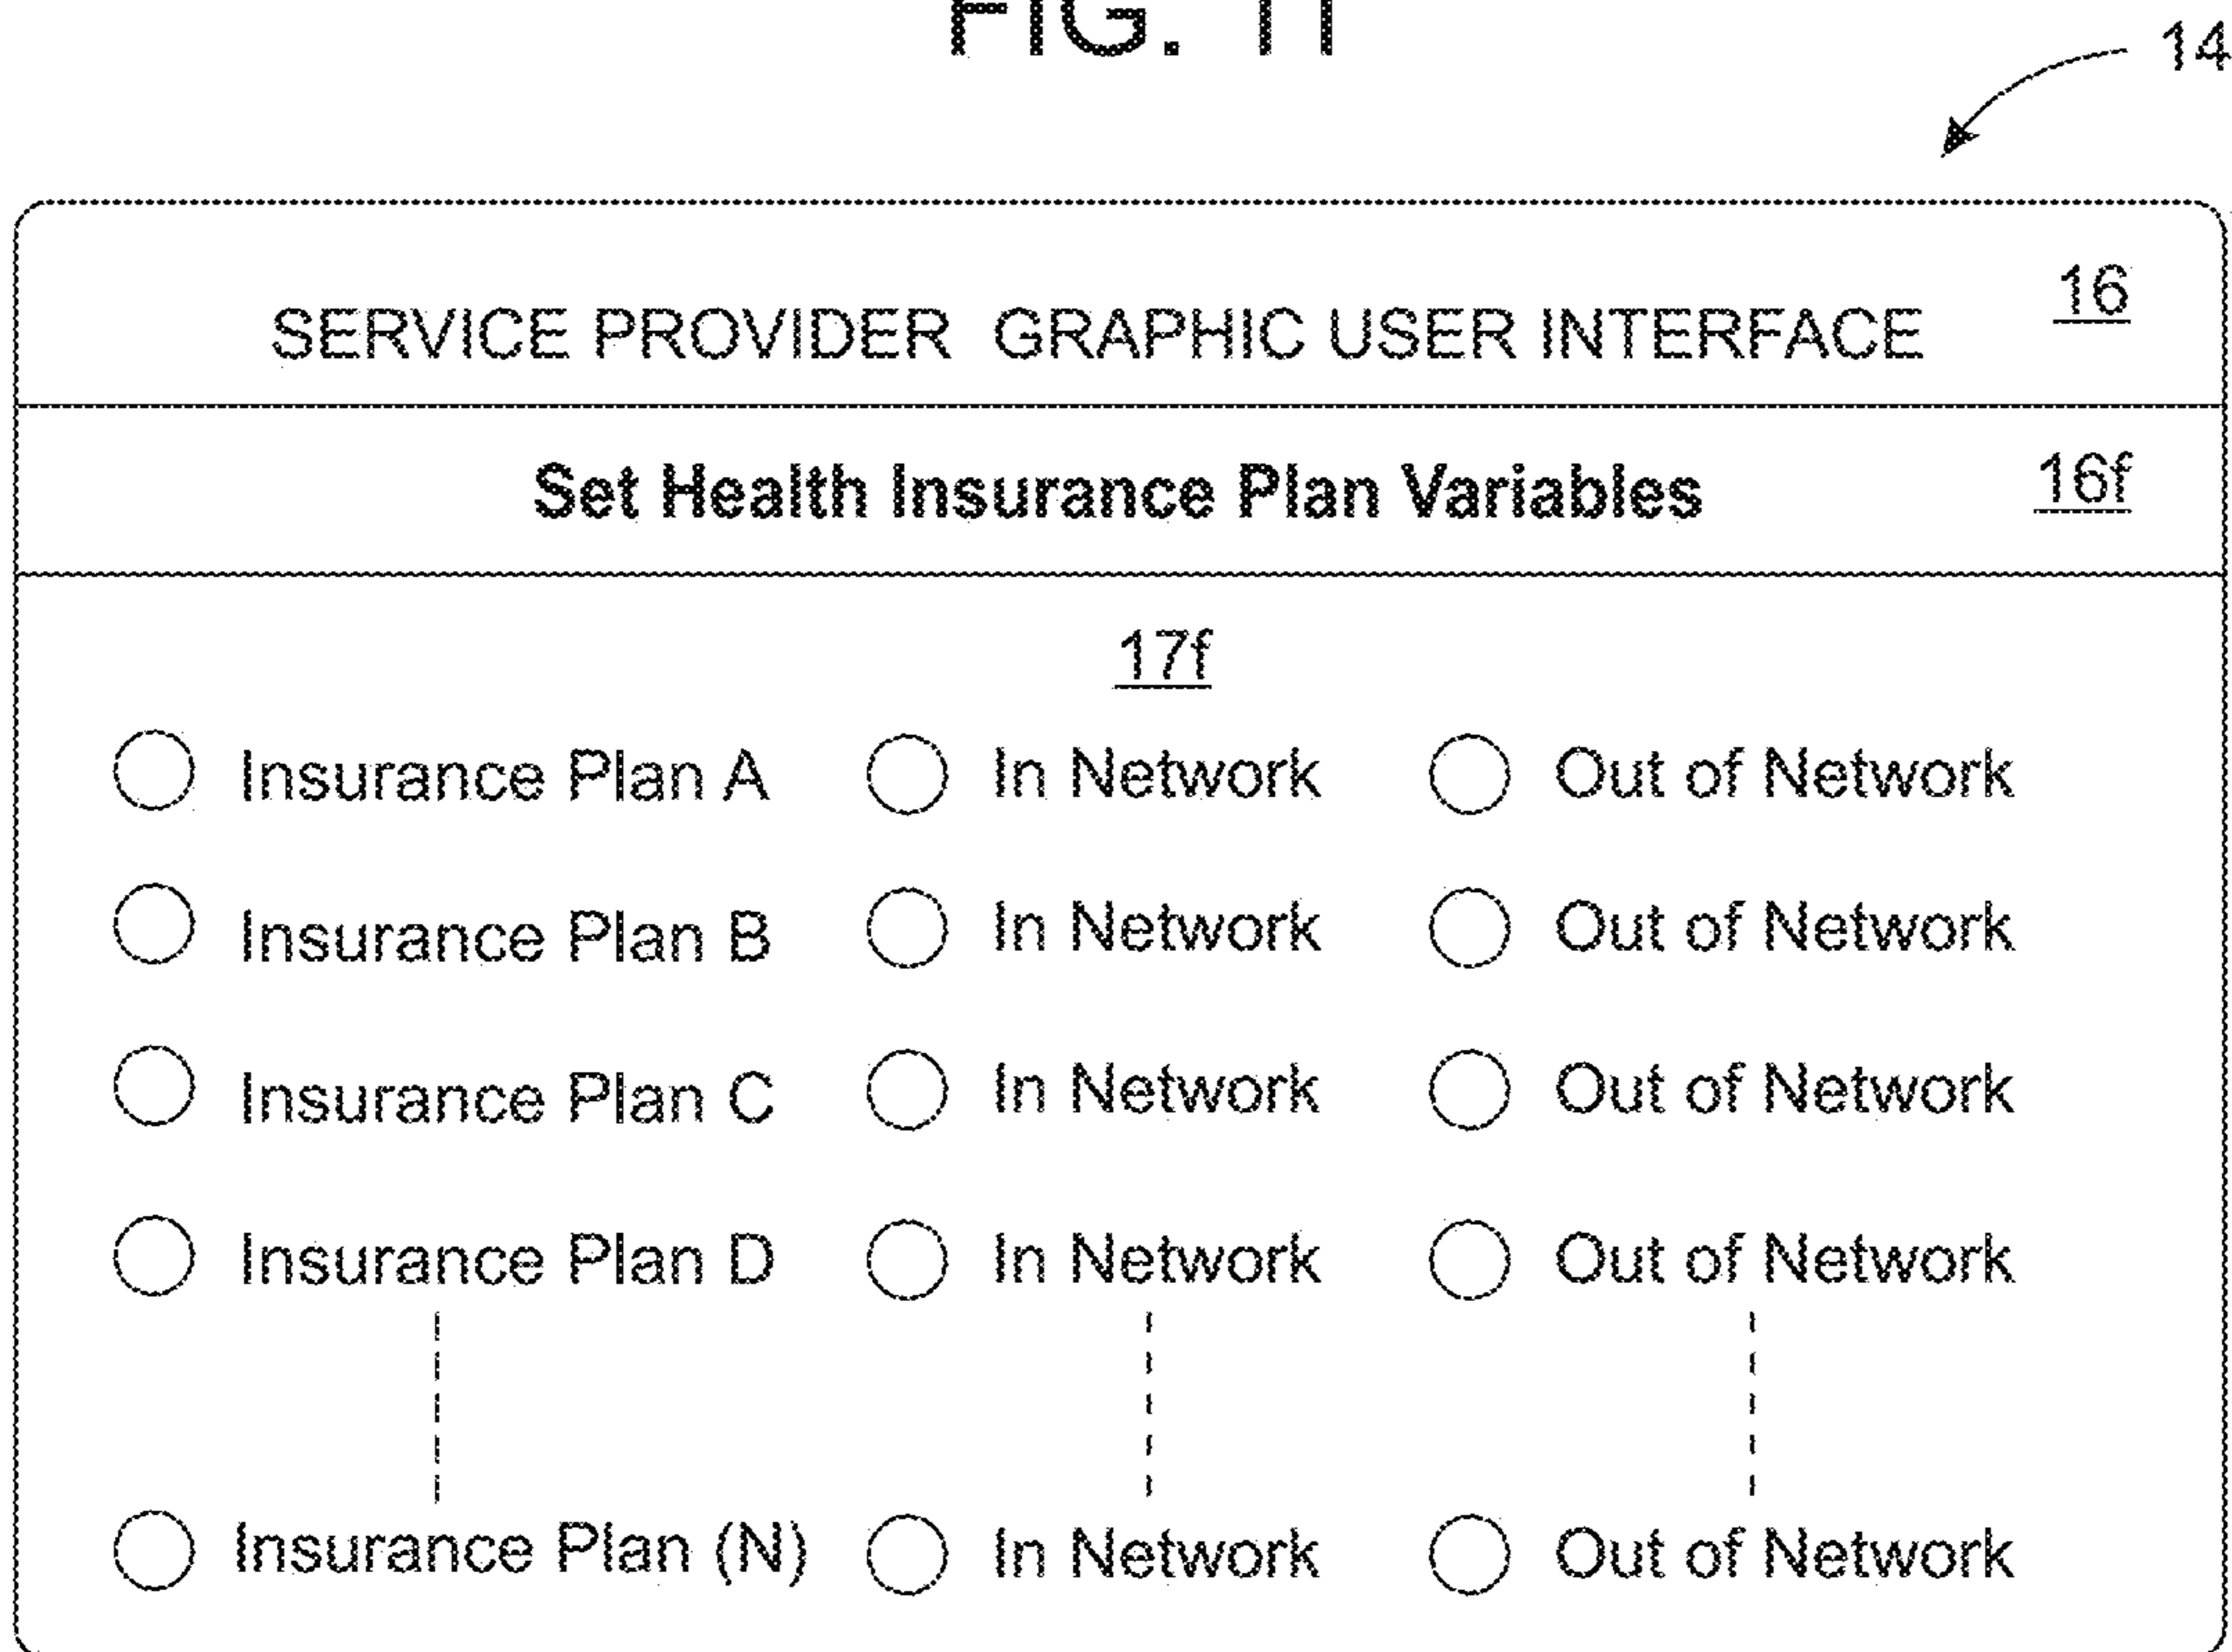 FIG. 11
14
16
SERVICE PROVIDER GRAPHIC USER INTERFACE
Set Health Insurance Plan Variables 16f
17f
Insurance Plan A In Network Out of Network
Insurance Plan B In Network Out of Network
Insurance Plan C In Network Out of Network
Insurance Plan D In Network Out of Network
Insurance Plan (N) In Network Out of Network